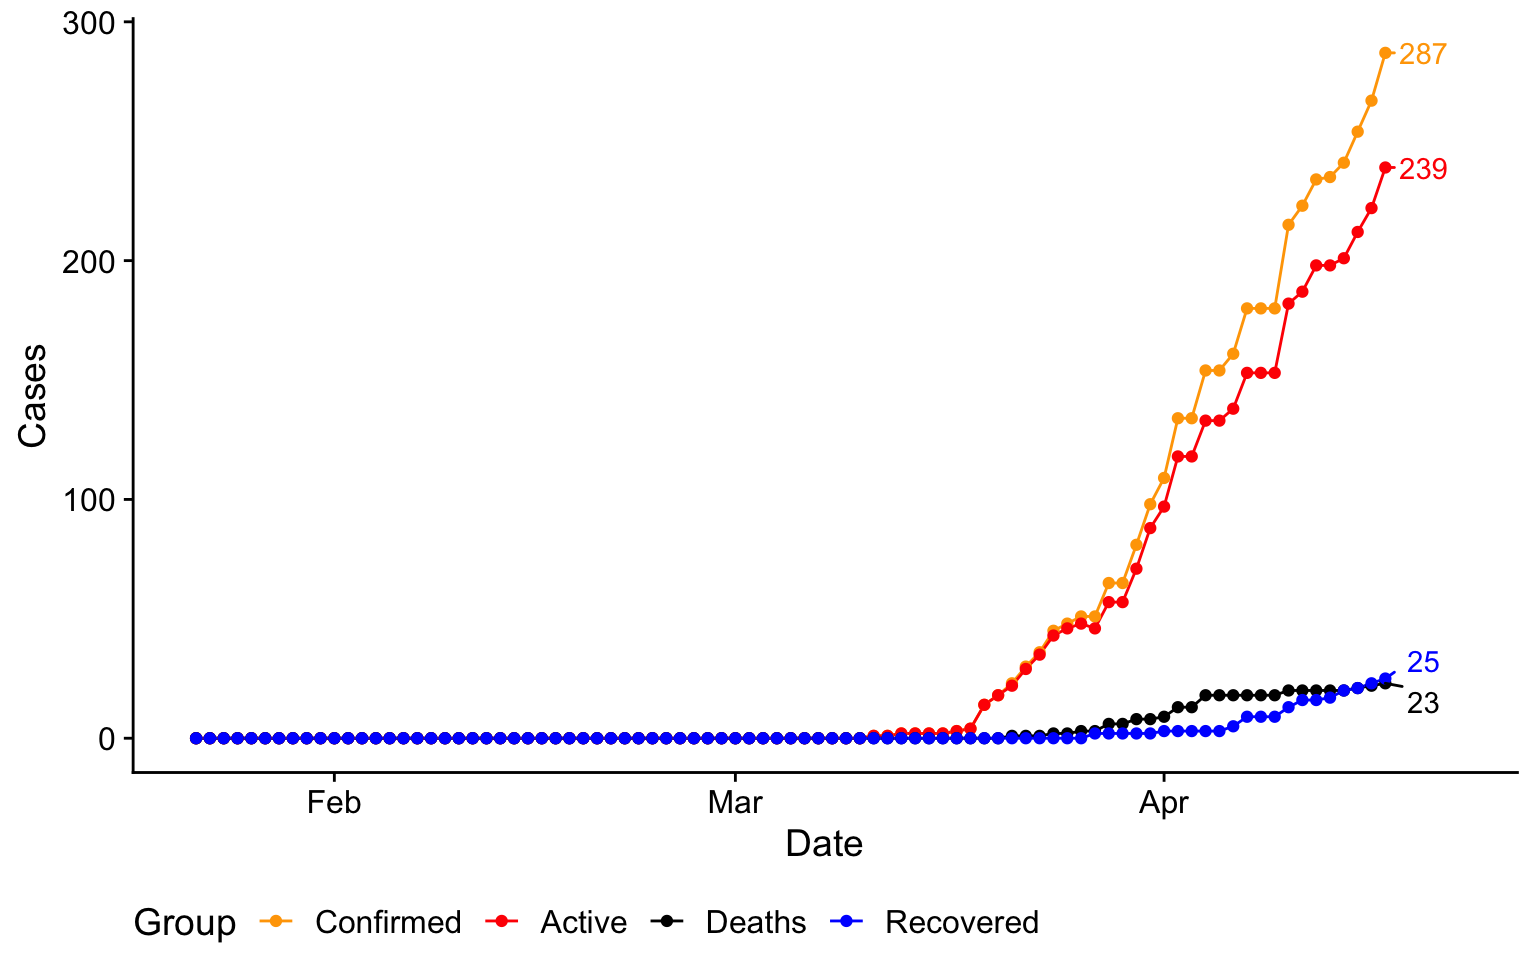 300
287
239
200
Cases
100
25
23
0
Feb Mar Apr
Date
Group Confirmed Active Deaths Recovered